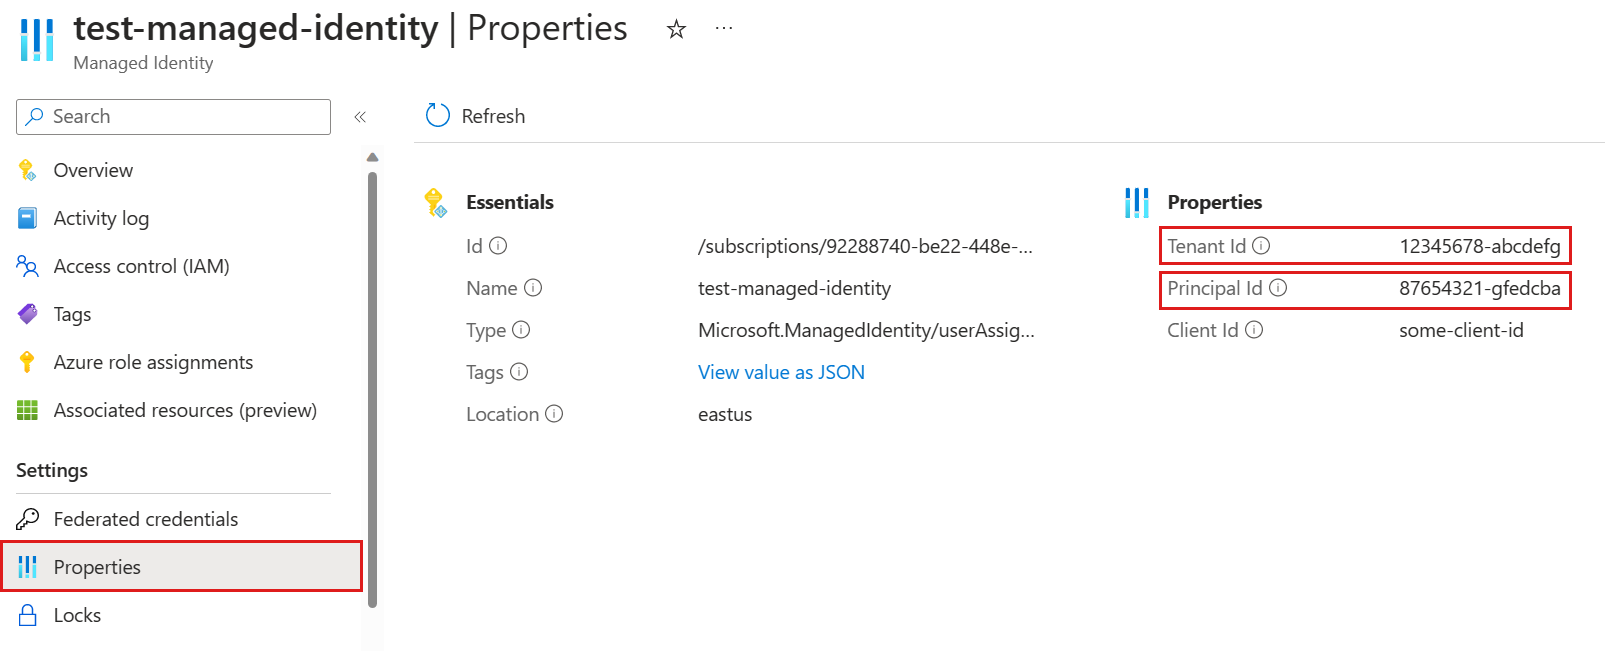 test-managed-identity | Properties
Managed Identity
Search
Overview
Activity log
Access control (IAM)
Tags
Azure role assignments
Associated resources (preview)
Settings
Federated credentials
Properties
Locks
Refresh
Essentials
Id /subscriptions/92288740-be22-448e-...
Name test-managed-identity
Type Microsoft.ManagedIdentity/userAssig...
Tags View value as JSON
Location eastus
Properties
Tenant Id 12345678-abcdefg
Principal Id 87654321-gfedcba
Client Id some-client-id